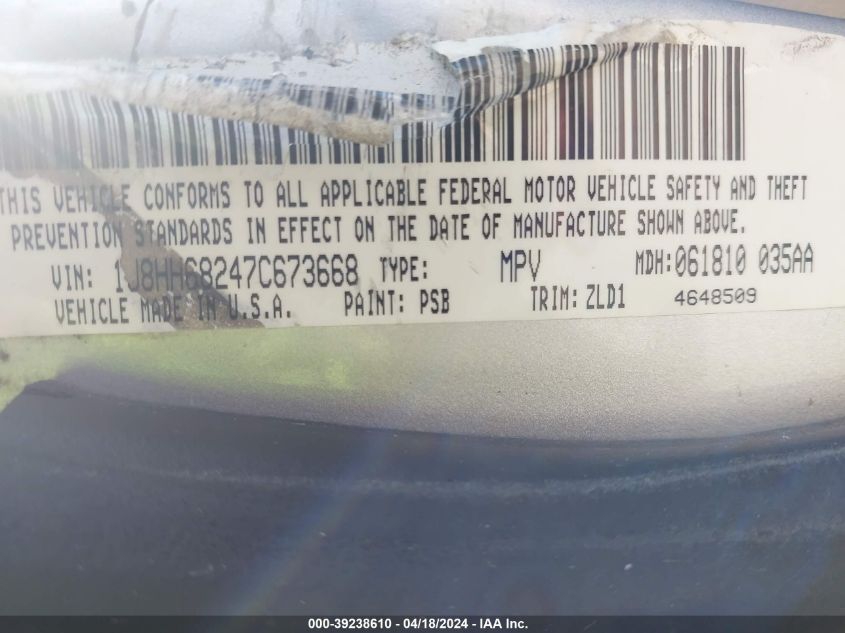 THIS VEHICLE CONFORMS TO ALL APPLICABLE FEDERAL MOTOR VEHICLE SAFETY AND THEFT
PREVENTION STANDARDS IN EFFECT ON THE DATE OF MANUFACTURE SHOWN ABOVE.
VIN: 1J8HH68247C673668 TYPE: MPV MDH: 061810 035AA
VEHICLE MADE IN U.S.A. PAINT: PSB TRIM: ZLD1 4648509
000-39238610 - 04/18/2024 - IAA Inc.